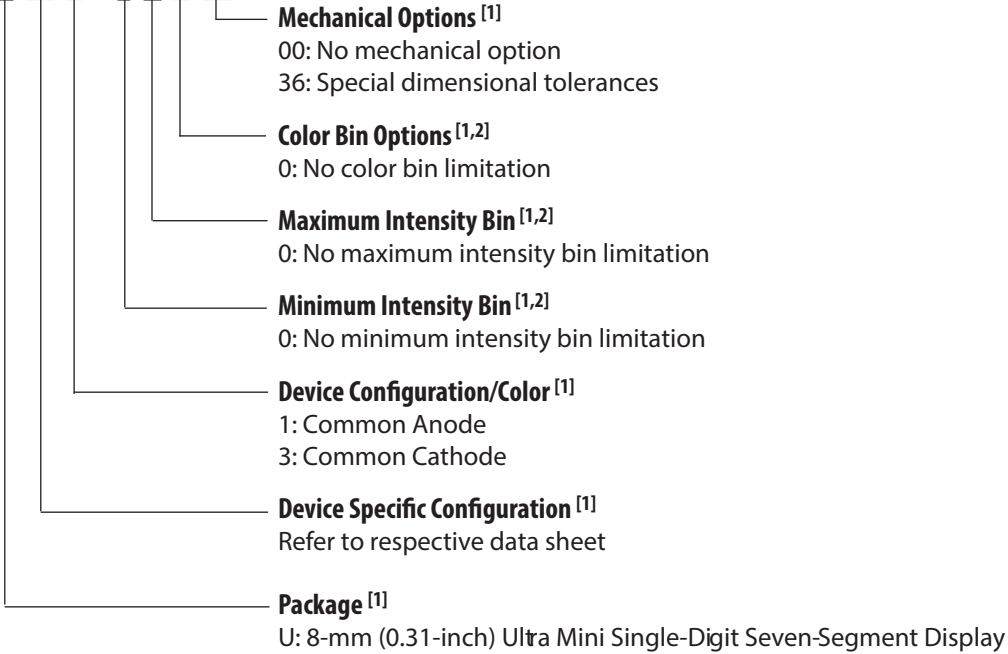 Mechanical Options [1]
00: No mechanical option
36: Special dimensional tolerances
Color Bin Options [1,2]
0: No color bin limitation
Maximum Intensity Bin [1,2]
0: No maximum intensity bin limitation
Minimum Intensity Bin [1,2]
0: No minimum intensity bin limitation
Device Configuration/Color [1]
1: Common Anode
3: Common Cathode
Device Specific Configuration [1]
Refer to respective data sheet
Package [1]
U: 8-mm (0.31-inch) Ultra Mini Single-Digit Seven-Segment Display